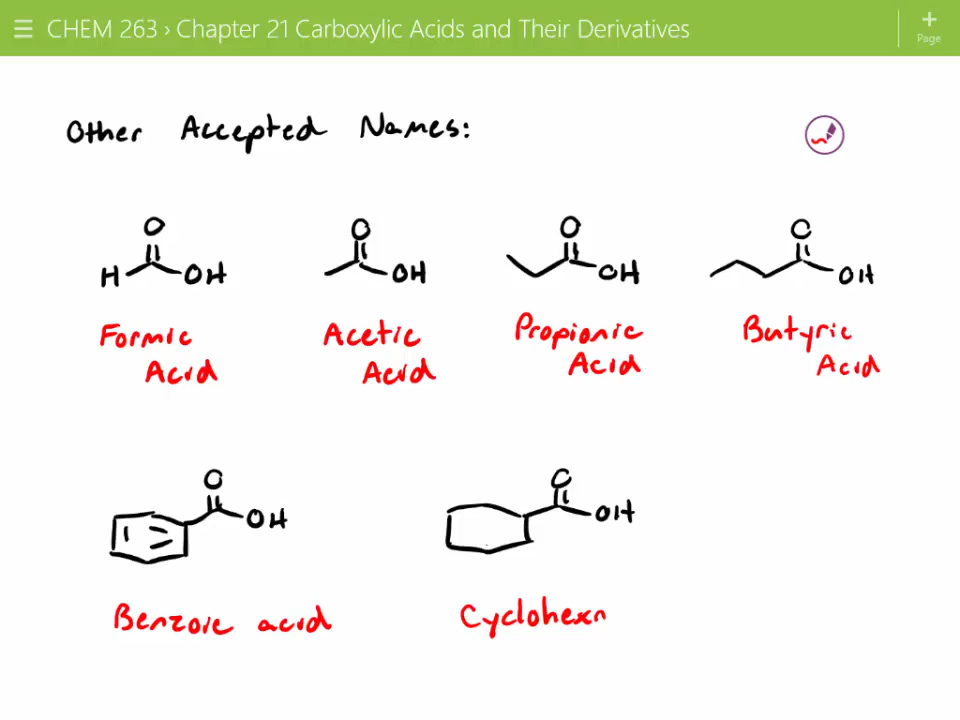 ☰ CHEM 263 › Chapter 21 Carboxylic Acids and Their Derivatives
+
Page
Other Accepted Names:
O O O O
H OH OH OH OH
Formic Acetic Propionic Butyric
Acid Acid Acid Acid
O O
OH OH
Benzoic acid Cyclohexn